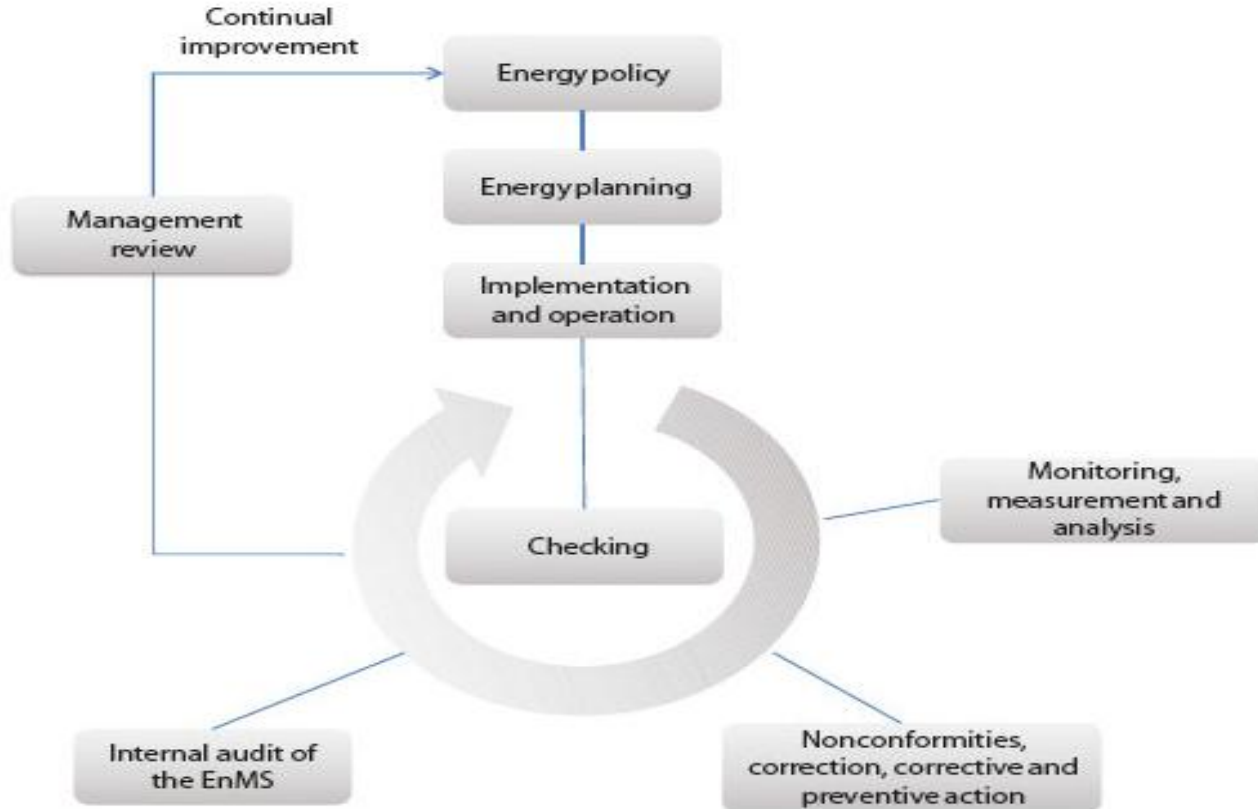 Continual
improvement
Energy policy
Energy planning
Management
review
Implementation
and operation
Monitoring,
measurement and
analysis
Checking
Internal audit of
the EnMS
Nonconformities,
correction, corrective and
preventive action